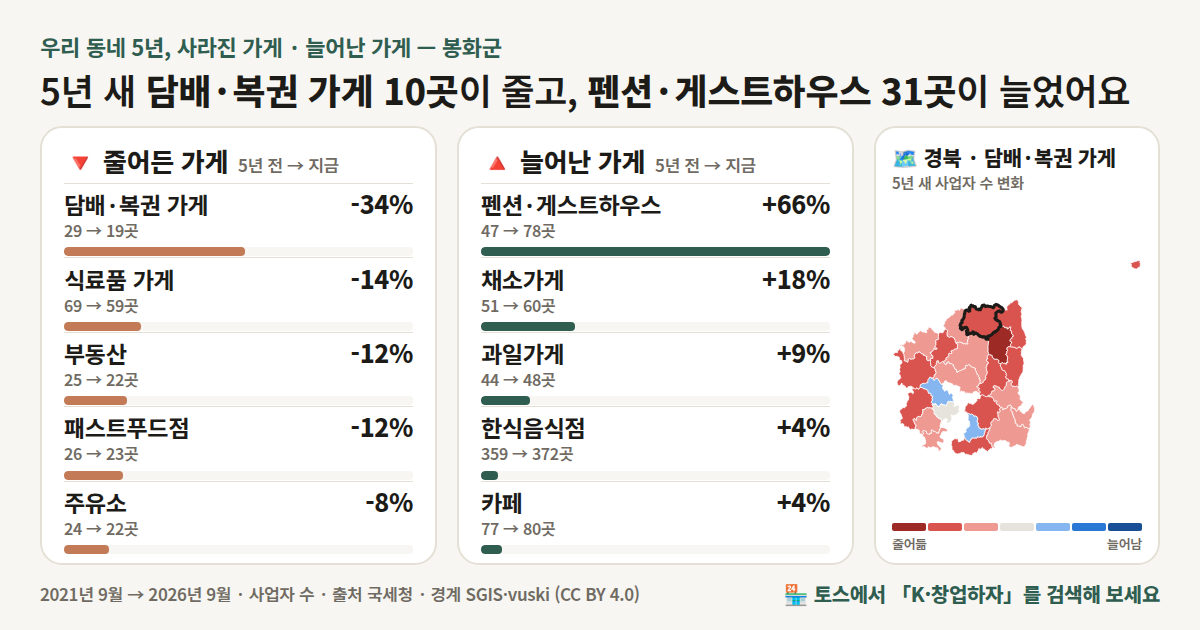 우리 동네 5년, 사라진 가게 · 늘어난 가게 — 봉화군
5년 새 담배·복권 가게 10곳이 줄고, 펜션·게스트하우스 31곳이 늘었어요
줄어든 가게 5년 전 → 지금
담배·복권 가게 -34%
29 → 19곳
식료품 가게 -14%
69 → 59곳
부동산 -12%
25 → 22곳
패스트푸드점 -12%
26 → 23곳
주유소 -8%
24 → 22곳
늘어난 가게 5년 전 → 지금
펜션·게스트하우스 +66%
47 → 78곳
채소가게 +18%
51 → 60곳
과일가게 +9%
44 → 48곳
한식음식점 +4%
359 → 372곳
카페 +4%
77 → 80곳
경북 · 담배·복권 가게
5년 새 사업자 수 변화
줄어듦 늘어남
2021년 9월 → 2026년 9월 · 사업자 수 · 출처 국세청 · 경계 SGIS·vuski (CC BY 4.0)
토스에서 「K·창업하자」를 검색해 보세요